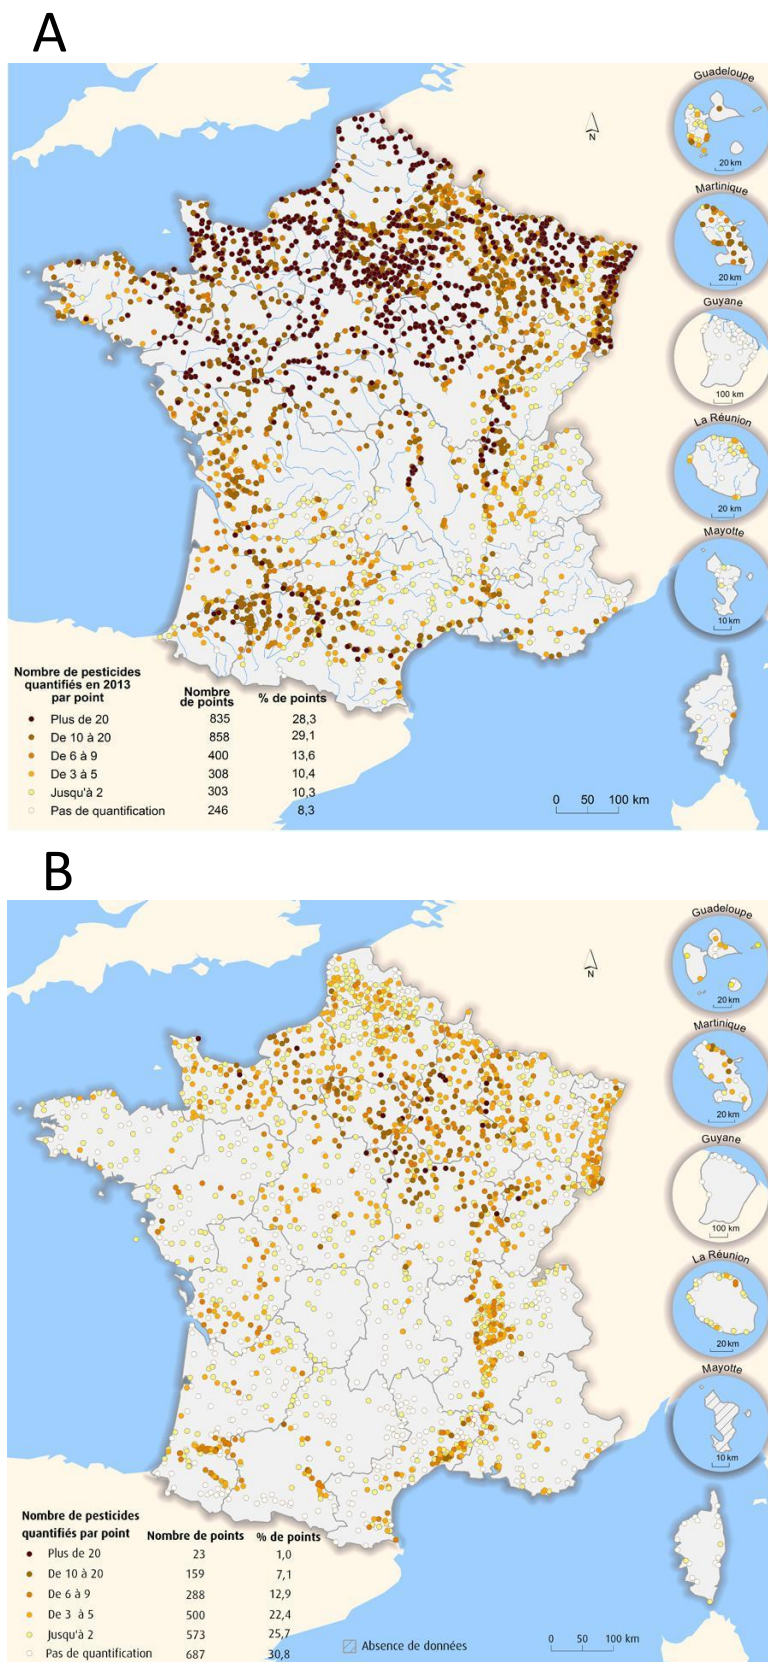 A
Guadeloupe
20 km
N
Martinique
20 km
Guyane
100 km
La Réunion
20 km
Mayotte
10 km
Nombre de pesticides
quantifiés en 2013
par point
Nombre
de points
% de points
Plus de 20 835 28,3
De 10 à 20 858 29,1
De 6 à 9 400 13,6
De 3 à 5 308 10,4
Jusqu'à 2 303 10,3
Pas de quantification 246 8,3
0 50 100 km
B
Guadeloupe
20 km
N
Martinique
20 km
Guyane
100 km
La Réunion
20 km
Mayotte
10 km
Nombre de pesticides
quantifiés par point Nombre de points % de points
Plus de 20 23 1,0
De 10 à 20 159 7,1
De 6 à 9 288 12,9
De 3 à 5 500 22,4
Jusqu'à 2 573 25,7
Pas de quantification 687 30,8
Absence de données
0 50 100 km